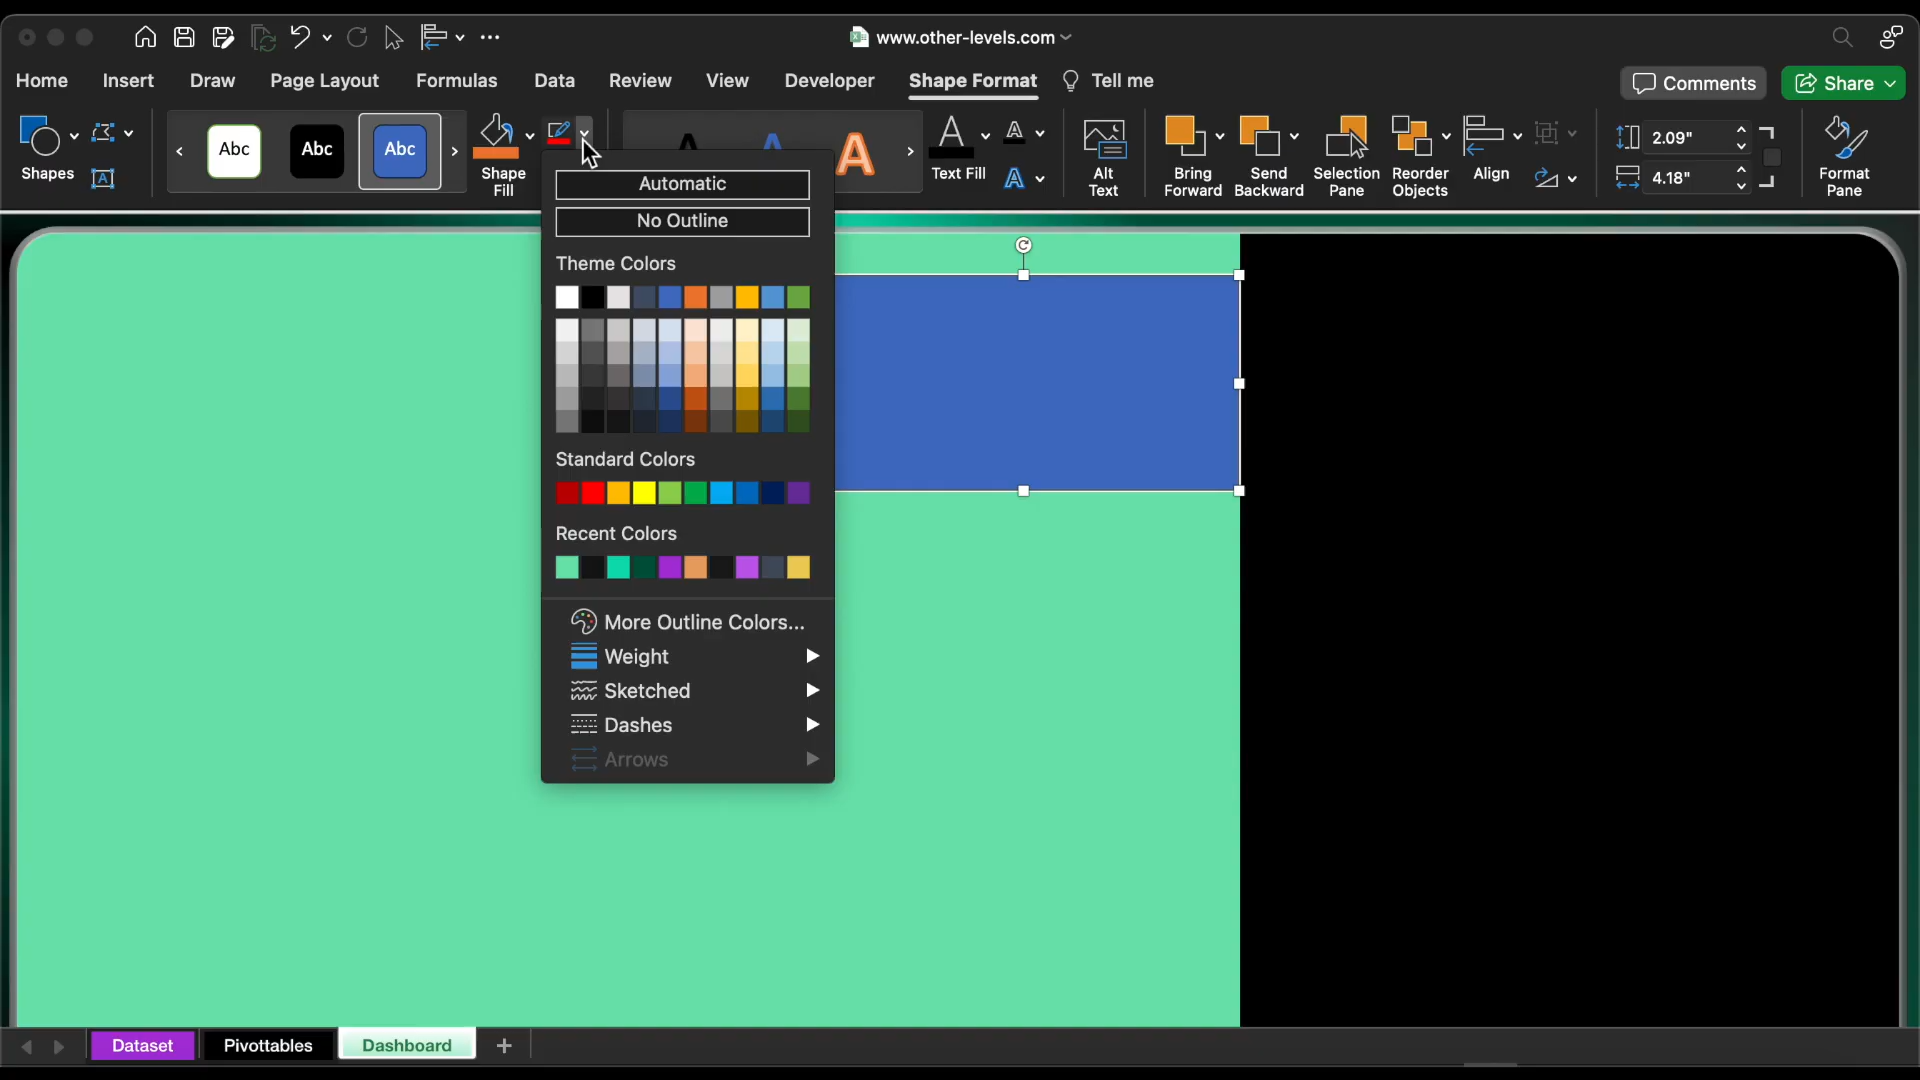 www.other-levels.com
Home Insert Draw Page Layout Formulas Data Review View Developer Shape Format Tell me Comments Share
Shapes
Abc
Abc
Abc
Shape
Fill
A
Text Fill
A
A
A
Alt
Text
Bring
Forward
Send
Backward
Selection
Pane
Reorder
Objects
Align
2.09"
4.18"
Format
Pane
Automatic
No Outline
Theme Colors
Standard Colors
Recent Colors
More Outline Colors...
Weight
Sketched
Dashes
Arrows
Dataset Pivottables Dashboard